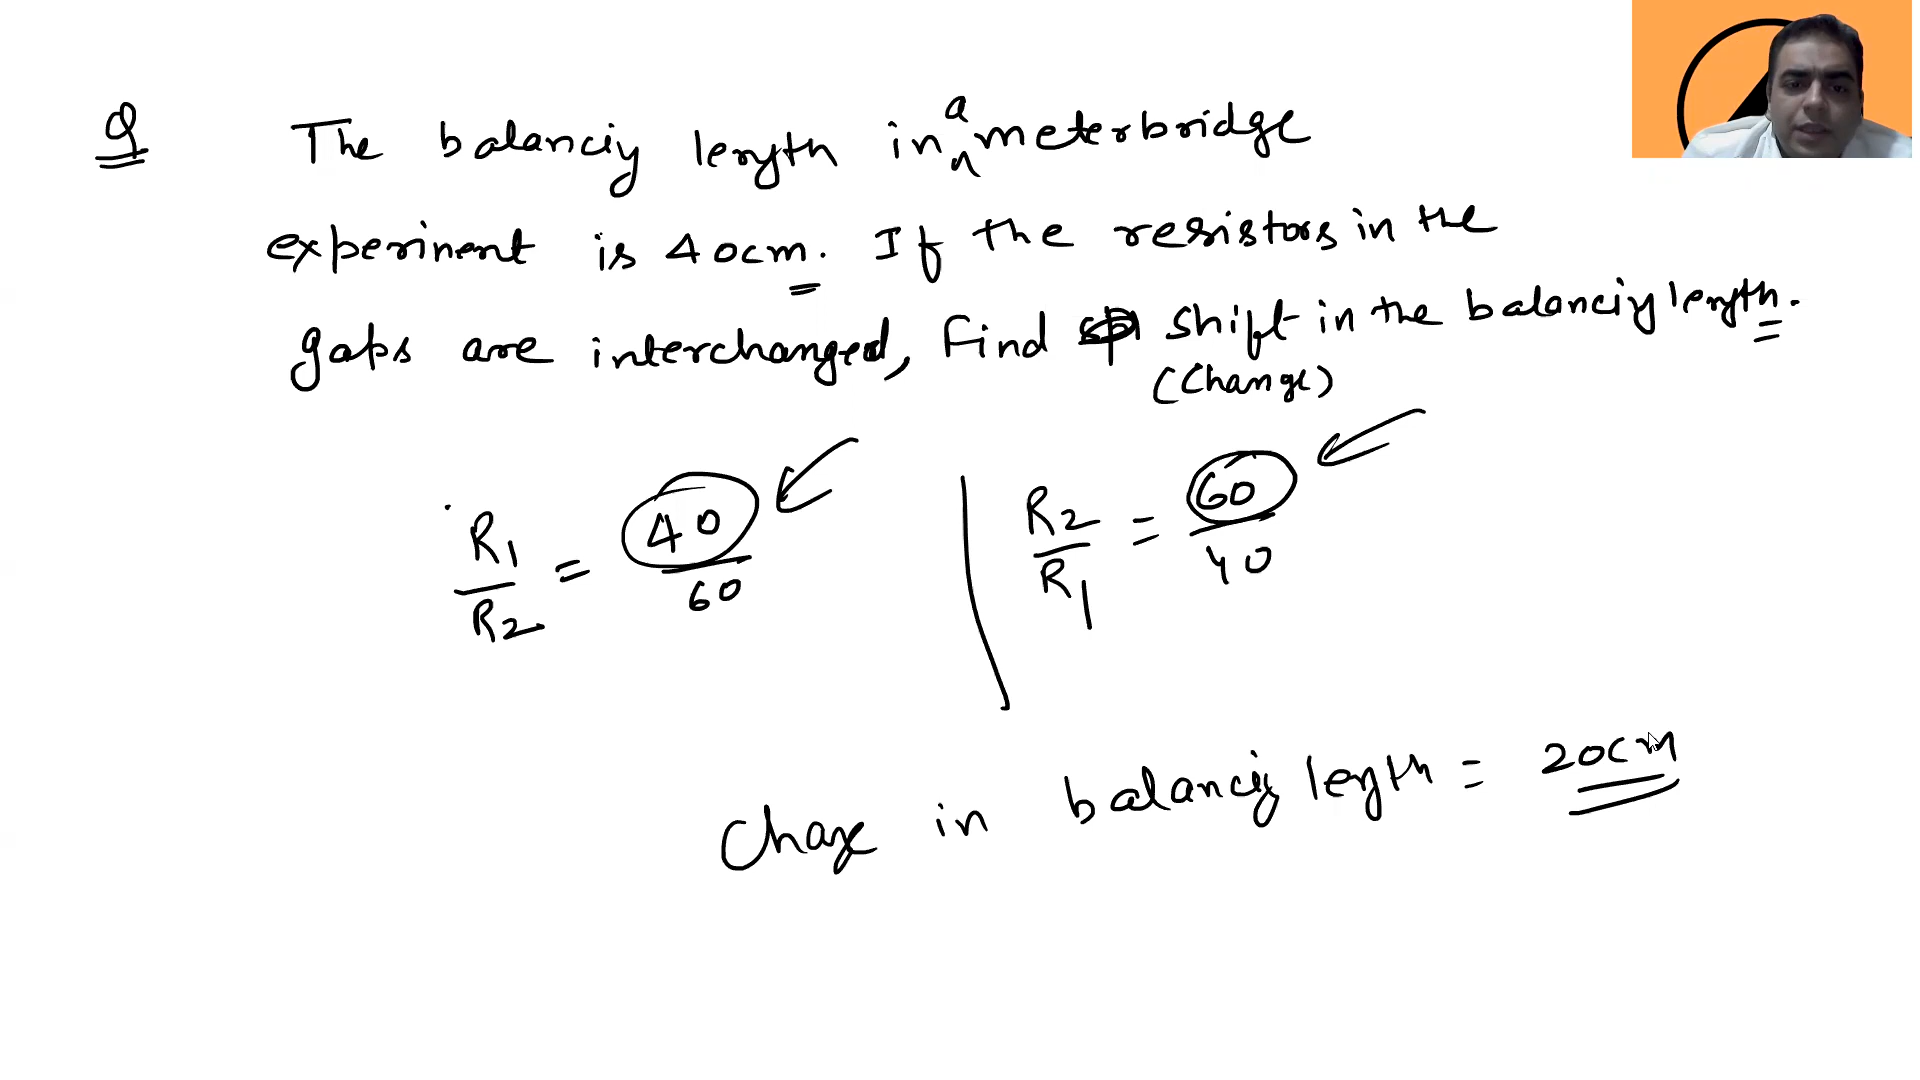 Q The balancing length in a meterbridge
experiment is 40cm. If the resistors in the
gaps are interchanged, Find shift in the balancing length.
(Change)
R1/R2 = 40/60
R2/R1 = 60/40
Change in balancing length = 20cm